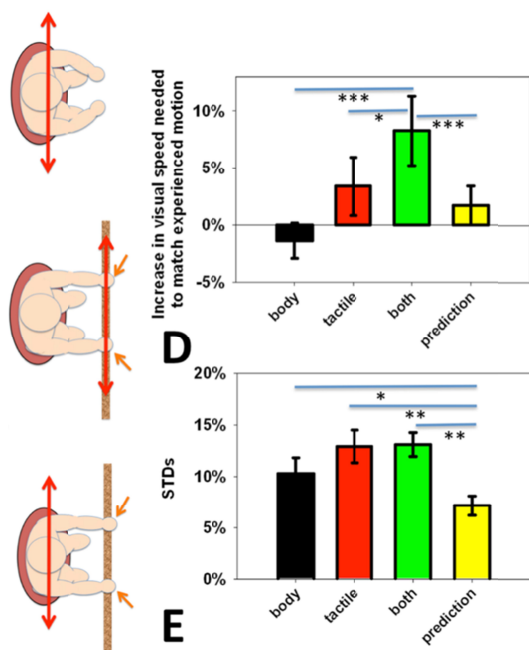 Increase in visual speed needed
to match experienced motion
10%
5%
0%
-5%
***
*
***
body
tactile
both
prediction
D
STDs
20%
15%
10%
5%
0%
*
**
**
body
tactile
both
prediction
E